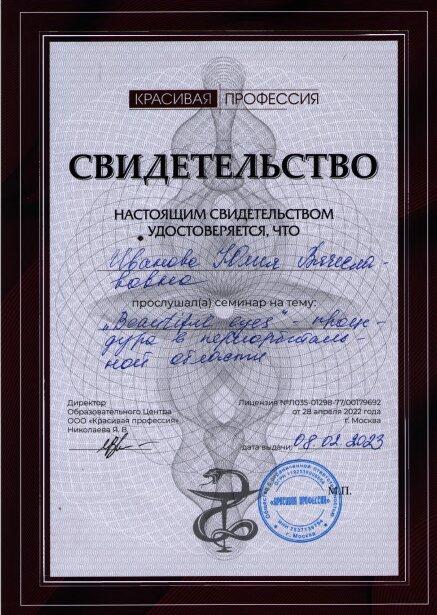 КРАСИВАЯ ПРОФЕССИЯ
СВИДЕТЕЛЬСТВО
НАСТОЯЩИМ СВИДЕТЕЛЬСТВОМ
УДОСТОВЕРЯЕТСЯ, ЧТО
Иванова Юлия Вячесла-
вовна
прослушал(а) семинар на тему:
„Beautiful eyes" - проце-
дура в периорбиталь-
ной области
Директор
Образовательного Центра
ООО «Красивая профессия»
Николаева Я. В.
Лицензия №Л035-01298-77/00179692
от 28 апреля 2022 года
г. Москва
дата выдачи: 08.02.2023
М.П.
«КРАСИВАЯ ПРОФЕССИЯ»
г. Москва